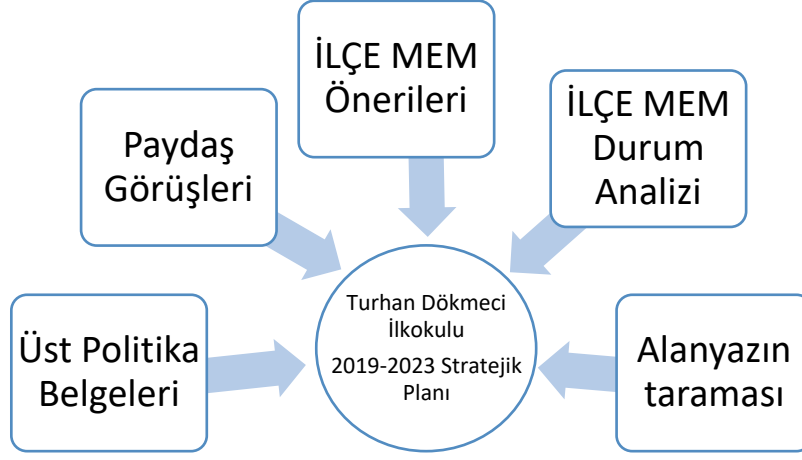 İLÇE MEM
Önerileri
İLÇE MEM
Durum
Analizi
Paydaş
Görüşleri
Turhan Dökmeci
İlkokulu
2019-2023 Stratejik
Planı
Üst Politika
Belgeleri
Alanyazın
taraması